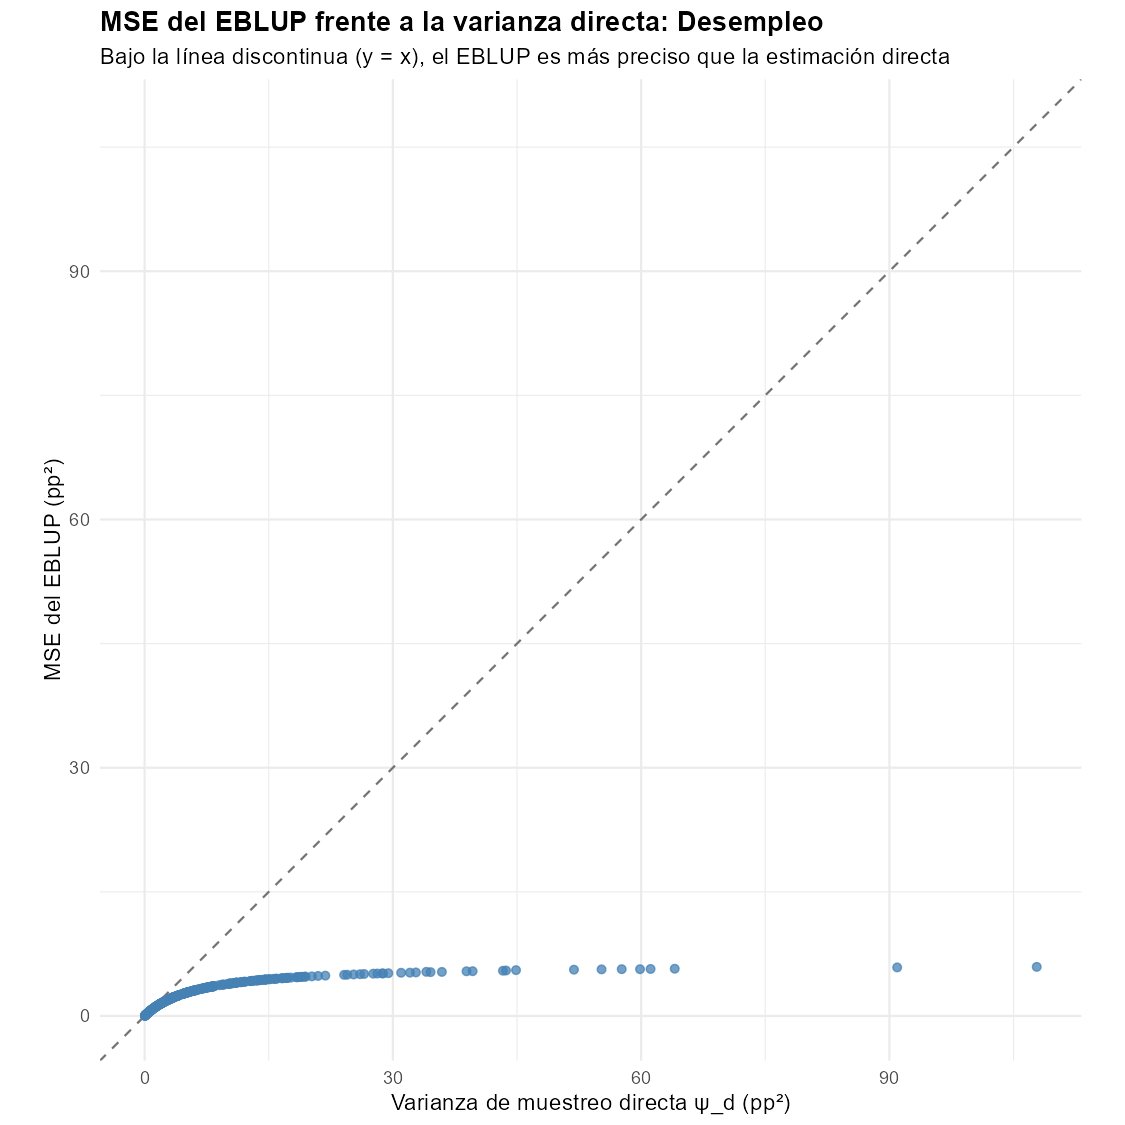 MSE del EBLUP frente a la varianza directa: Desempleo
Bajo la línea discontinua (y = x), el EBLUP es más preciso que la estimación directa
MSE del EBLUP (pp²)
90
60
30
0
0 30 60 90
Varianza de muestreo directa ψ_d (pp²)